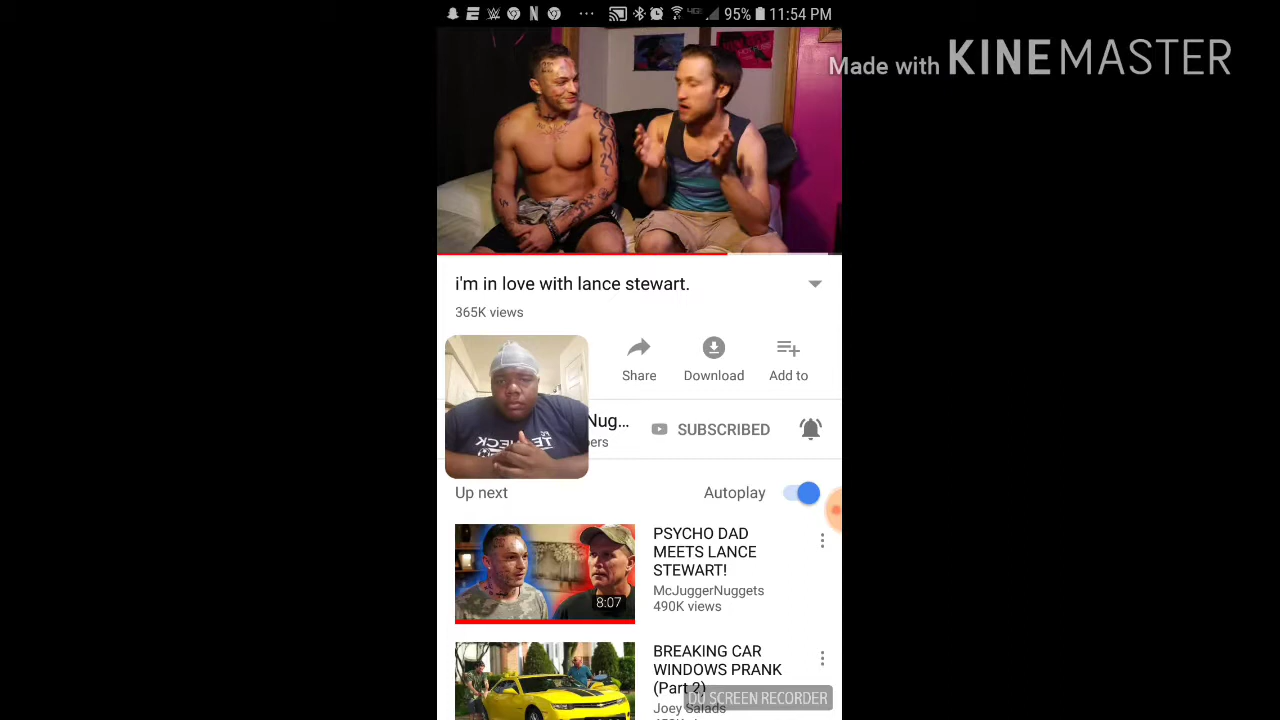 95% 11:54 PM
Made with KINEMASTER
i'm in love with lance stewart.
365K views
Share Download Add to
Nug... SUBSCRIBED
bers
Up next Autoplay
PSYCHO DAD
MEETS LANCE
STEWART!
McJuggerNuggets
490K views
8:07
BREAKING CAR
WINDOWS PRANK
(Part 2)
DU SCREEN RECORDER
Joey Salads